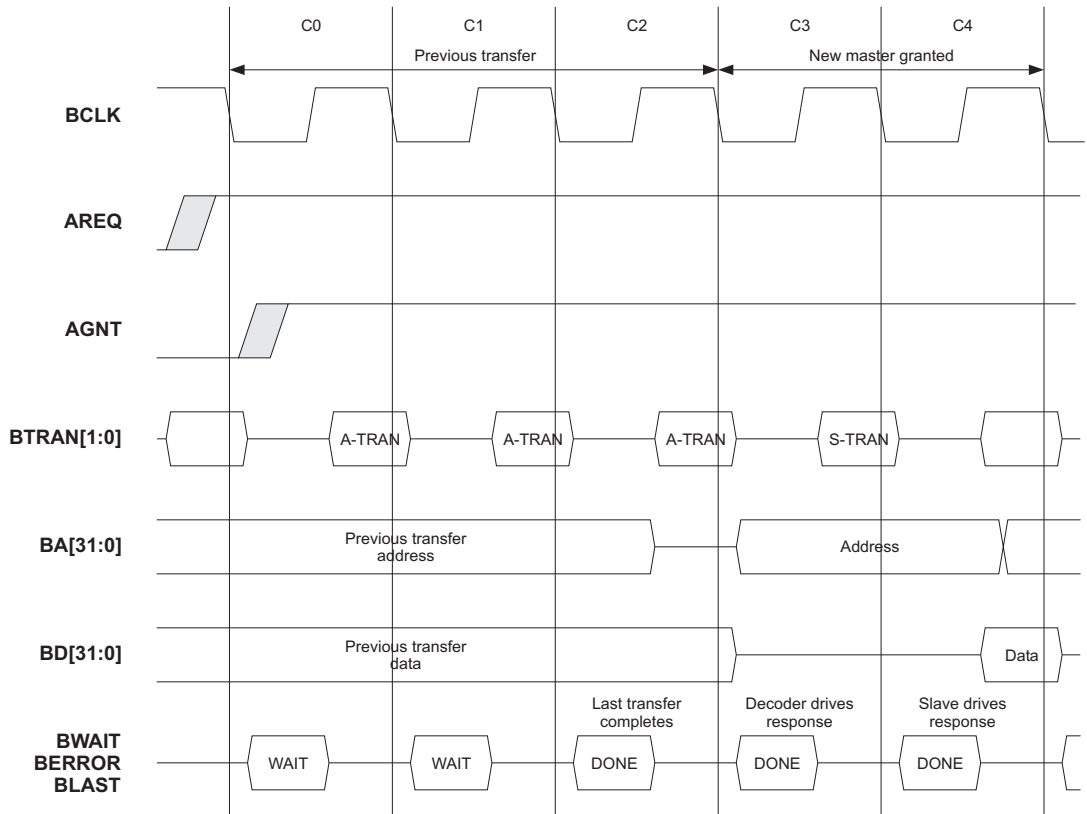 C0 C1 C2 C3 C4
Previous transfer New master granted
BCLK
AREQ
AGNT
BTRAN[1:0] A-TRAN A-TRAN A-TRAN S-TRAN
BA[31:0] Previous transfer
address Address
BD[31:0] Previous transfer
data Data
Last transfer
completes
Decoder drives
response
Slave drives
response
BWAIT
BERROR
BLAST
WAIT WAIT DONE DONE DONE